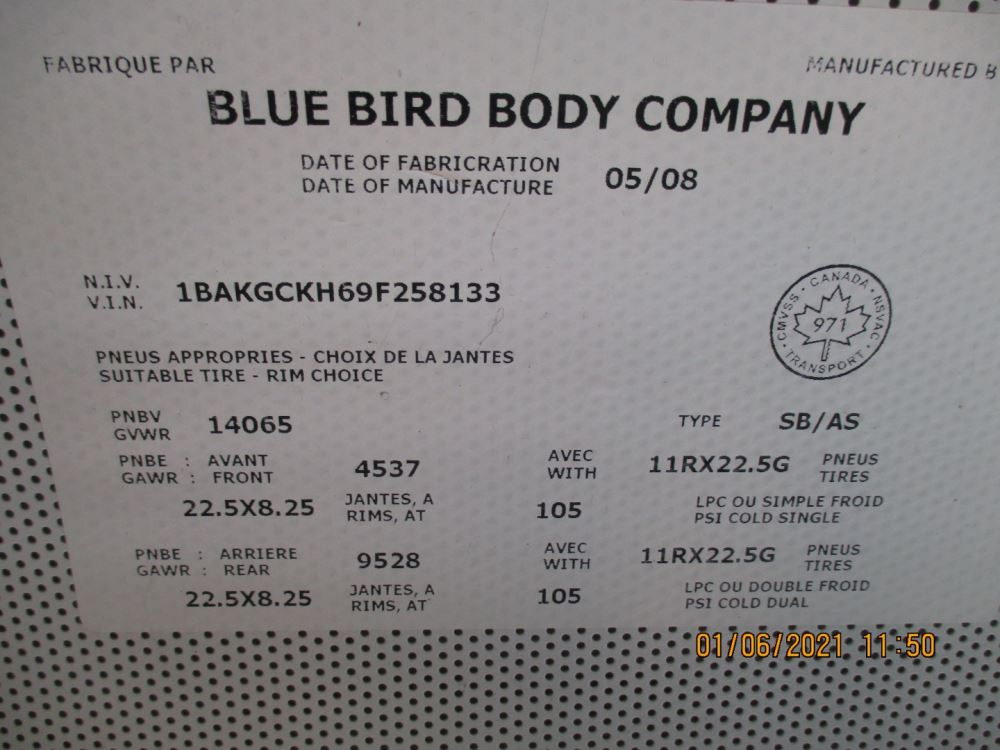 FABRIQUE PAR
MANUFACTURED B
BLUE BIRD BODY COMPANY
DATE OF FABRICRATION
DATE OF MANUFACTURE 05/08
N.I.V.
V.I.N. 1BAKGCKH69F258133
CMVSS · CANADA · NSVAC · TRANSPORT ·
971
PNEUS APPROPRIES - CHOIX DE LA JANTES
SUITABLE TIRE - RIM CHOICE
PNBV
GVWR 14065 TYPE SB/AS
PNBE : AVANT 4537 AVEC 11RX22.5G PNEUS
GAWR : FRONT WITH TIRES
22.5X8.25 JANTES, A 105 LPC OU SIMPLE FROID
RIMS, AT PSI COLD SINGLE
PNBE : ARRIERE 9528 AVEC 11RX22.5G PNEUS
GAWR : REAR WITH TIRES
22.5X8.25 JANTES, A 105 LPC OU DOUBLE FROID
RIMS, AT PSI COLD DUAL
01/06/2021 11:50